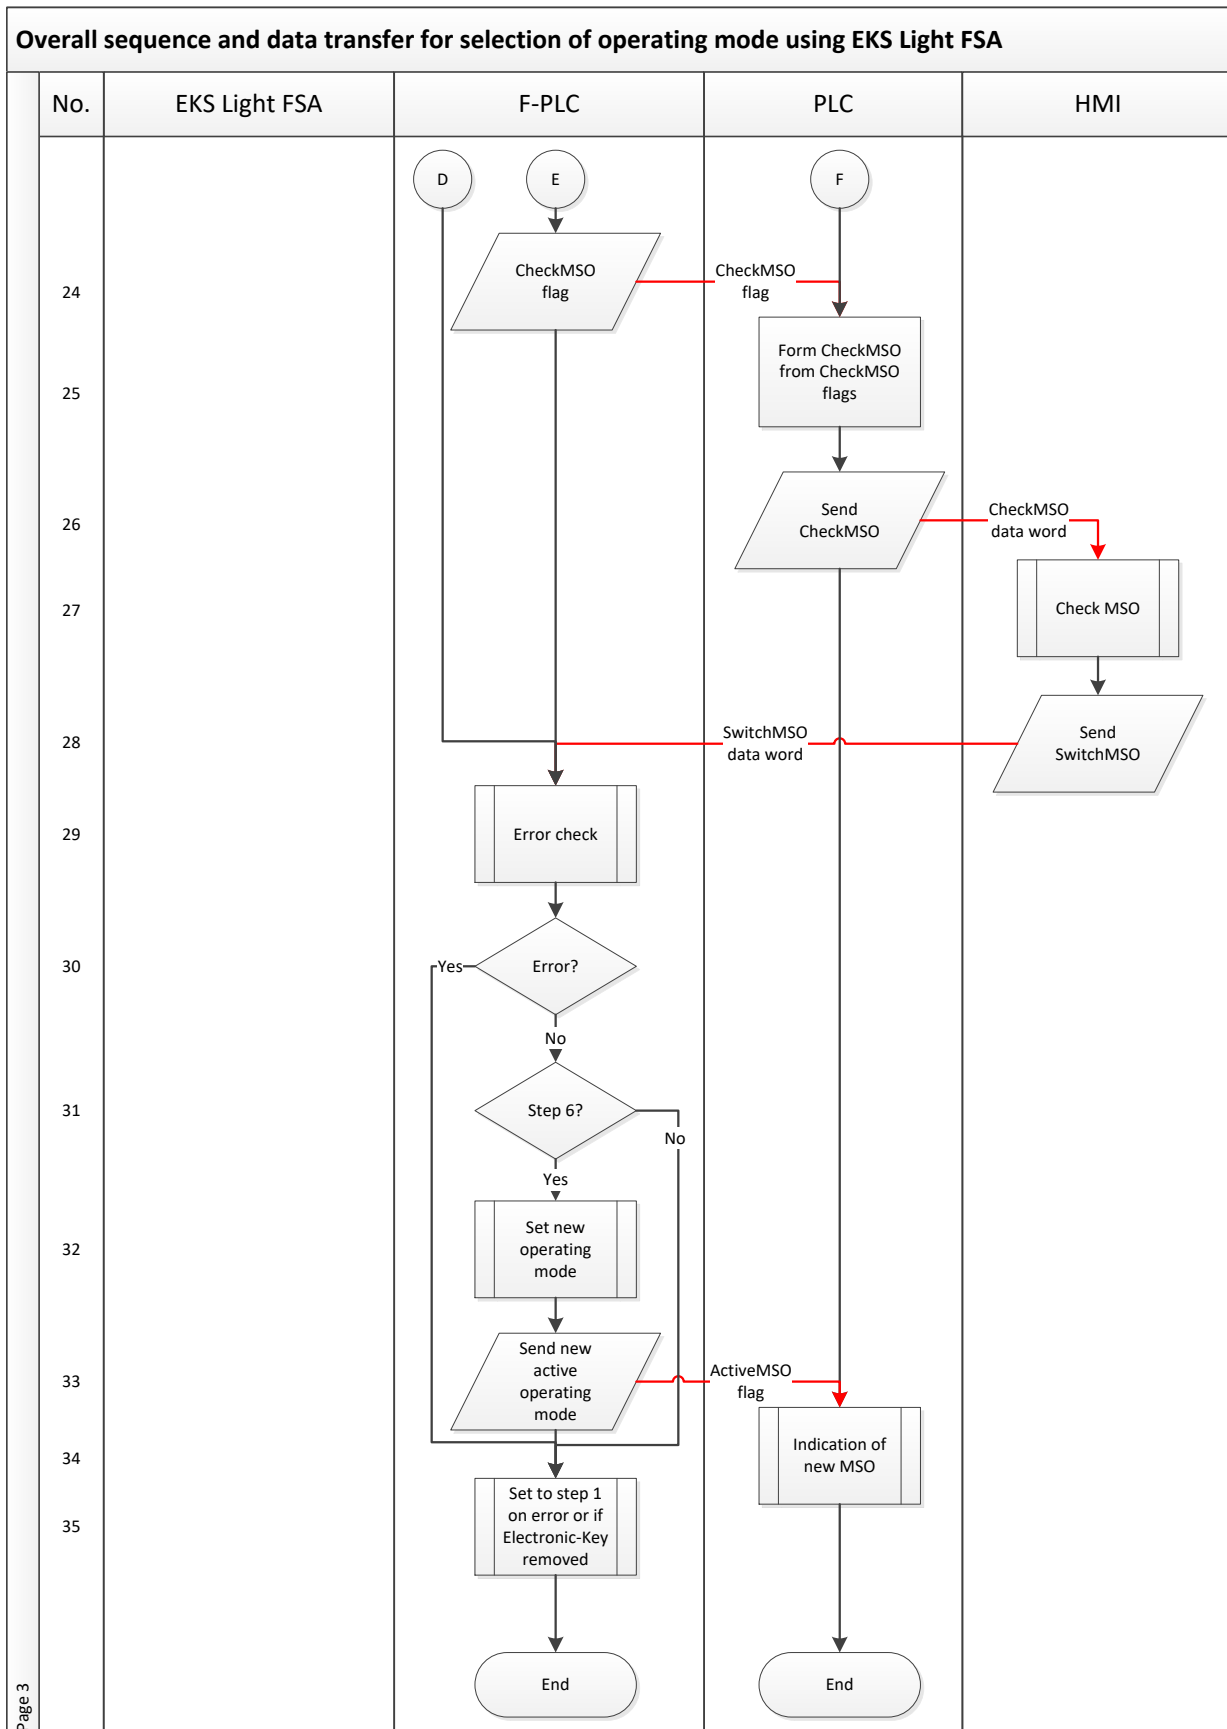 Overall sequence and data transfer for selection of operating mode using EKS Light FSA
No.
EKS Light FSA
F-PLC
PLC
HMI
D
E
F
24
CheckMSO
flag
CheckMSO
flag
25
Form CheckMSO
from CheckMSO
flags
26
Send
CheckMSO
CheckMSO
data word
27
Check MSO
28
SwitchMSO
data word
Send
SwitchMSO
29
Error check
30
Yes
Error?
No
31
Step 6?
No
Yes
32
Set new
operating
mode
33
Send new
active
operating
mode
ActiveMSO
flag
34
Indication of
new MSO
35
Set to step 1
on error or if
Electronic-Key
removed
End
End
Page 3